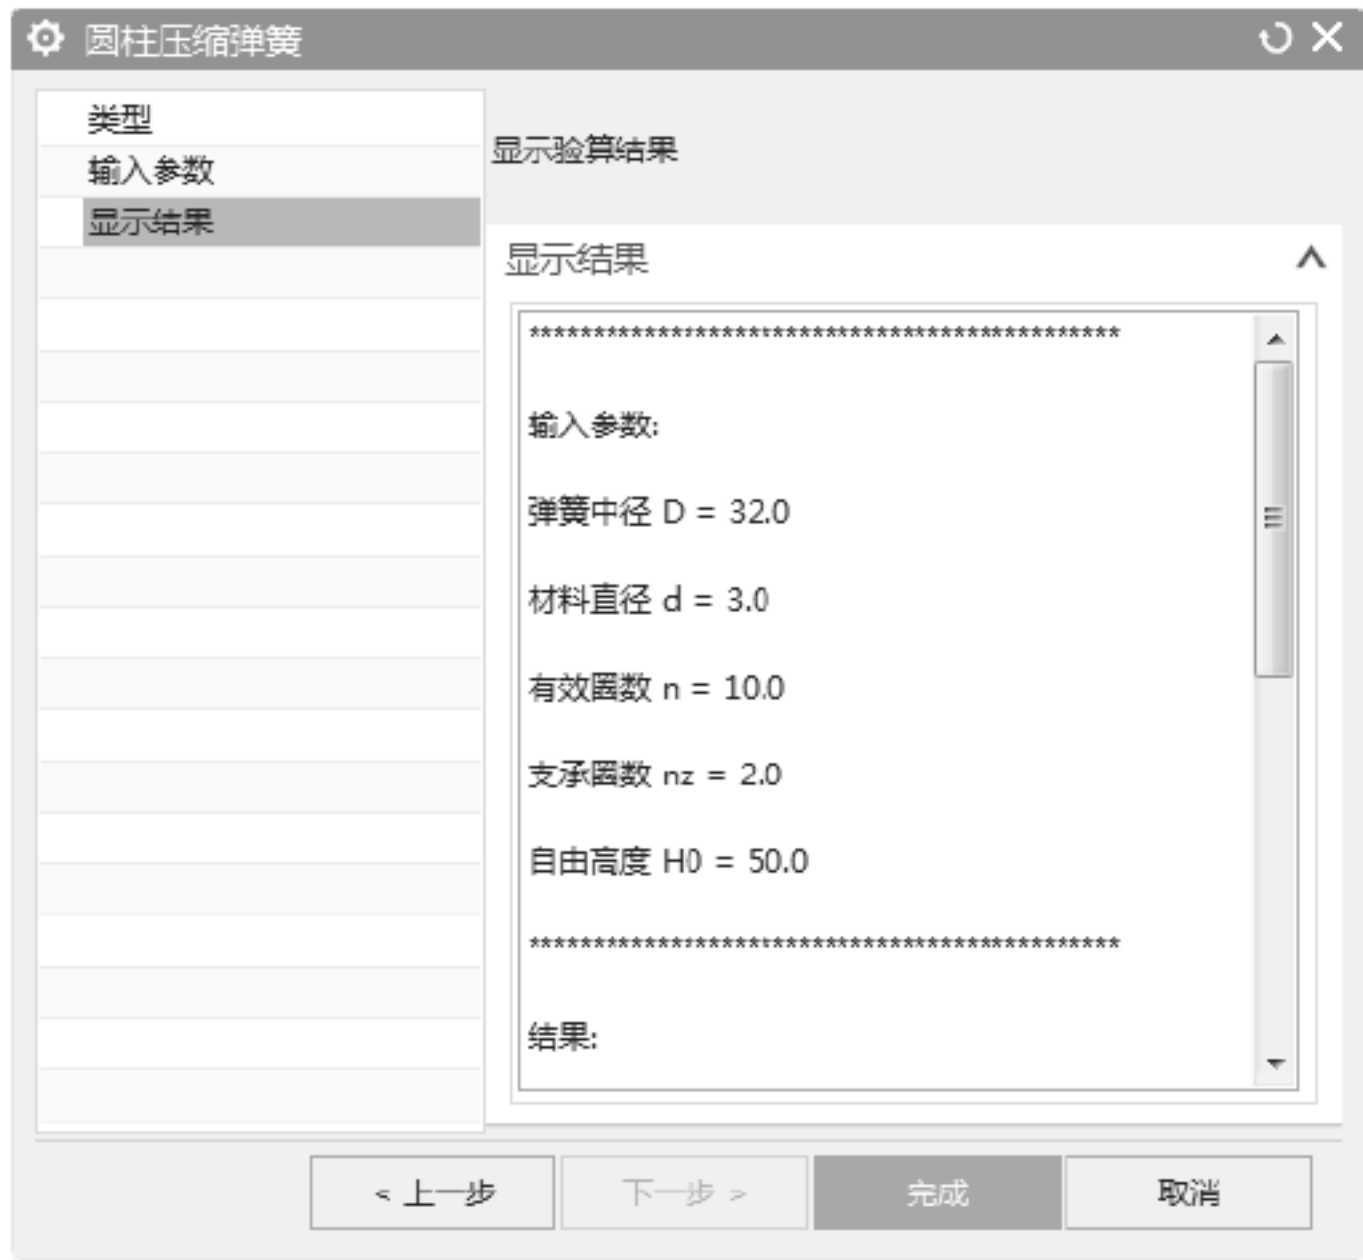 圆柱压缩弹簧
类型
输入参数
显示结果
显示验算结果
显示结果
***********************************************
输入参数:
弹簧中径 D = 32.0
材料直径 d = 3.0
有效圈数 n = 10.0
支承圈数 nz = 2.0
自由高度 H0 = 50.0
***********************************************
结果:
< 上一步
下一步 >
完成
取消